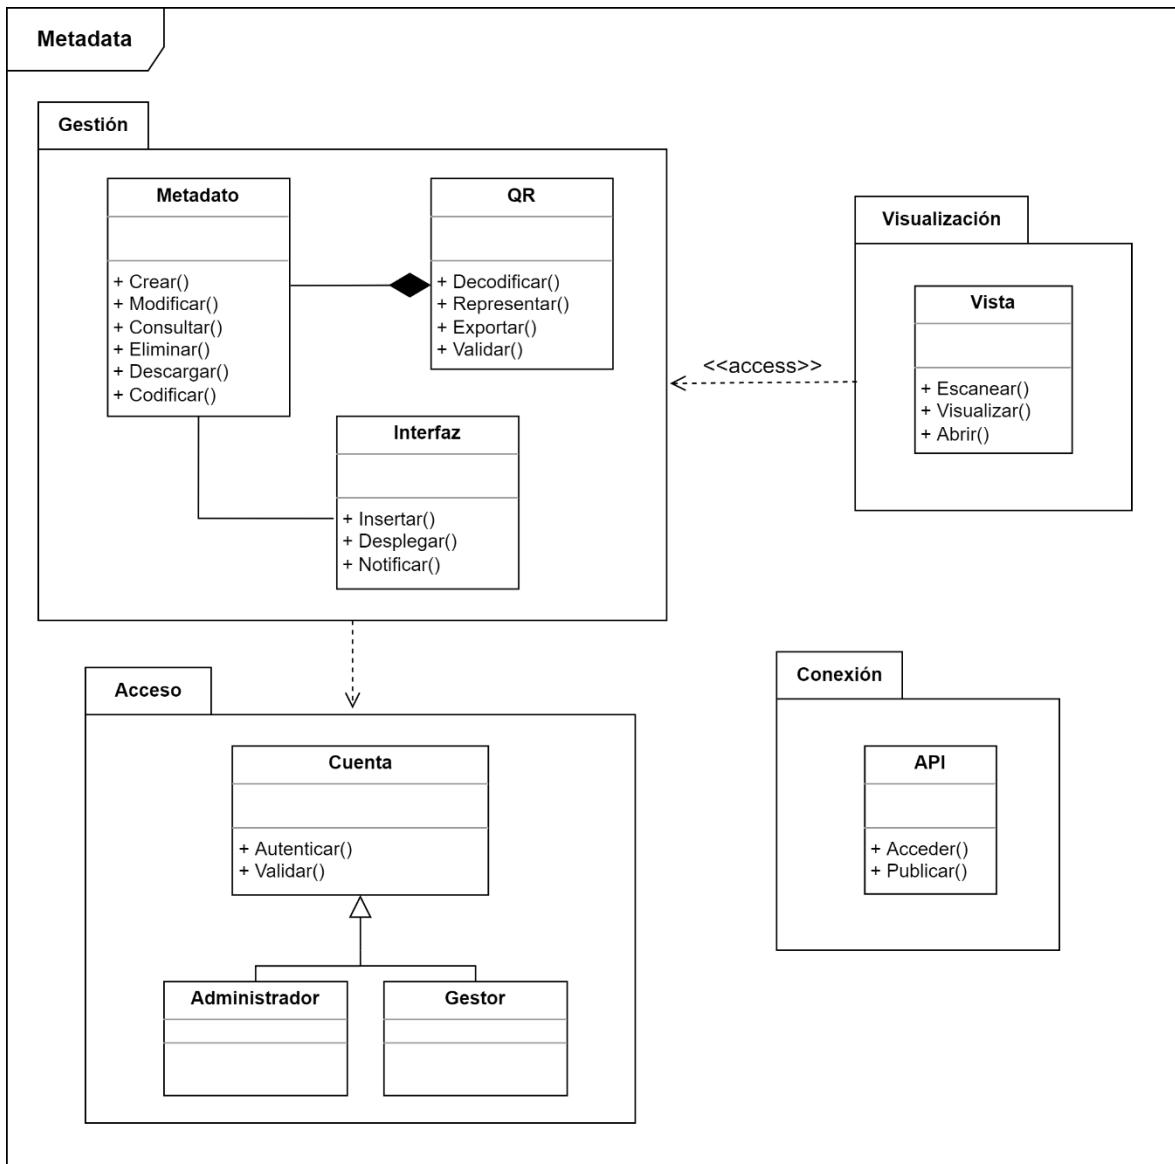 Metadata
Gestión
Metadato
+ Crear()
+ Modificar()
+ Consultar()
+ Eliminar()
+ Descargar()
+ Codificar()
QR
+ Decodificar()
+ Representar()
+ Exportar()
+ Validar()
Interfaz
+ Insertar()
+ Desplegar()
+ Notificar()
<<access>>
Visualización
Vista
+ Escanear()
+ Visualizar()
+ Abrir()
Acceso
Cuenta
+ Autenticar()
+ Validar()
Administrador
Gestor
Conexión
API
+ Acceder()
+ Publicar()